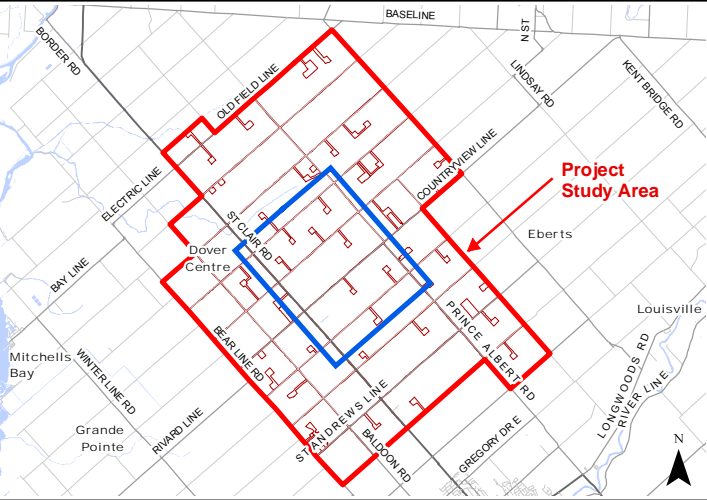 BASELINE
BORDER RD
N ST
LINDSAY RD
KENT BRIDGE RD
OLD FIELD LINE
COUNTRYVIEW LINE
ELECTRIC LINE
Project
Study Area
ST CLAIR RD
Eberts
Dover
Centre
BAY LINE
Louisville
PRINCE ALBERT RD
BEAR LINE RD
Mitchells
Bay
WINTER LINE RD
LONGWOODS RD
RIVER LINE
ST ANDREWS LINE
Grande
Pointe
RIVARD LINE
BALDOON RD
GREGORY DR E
N